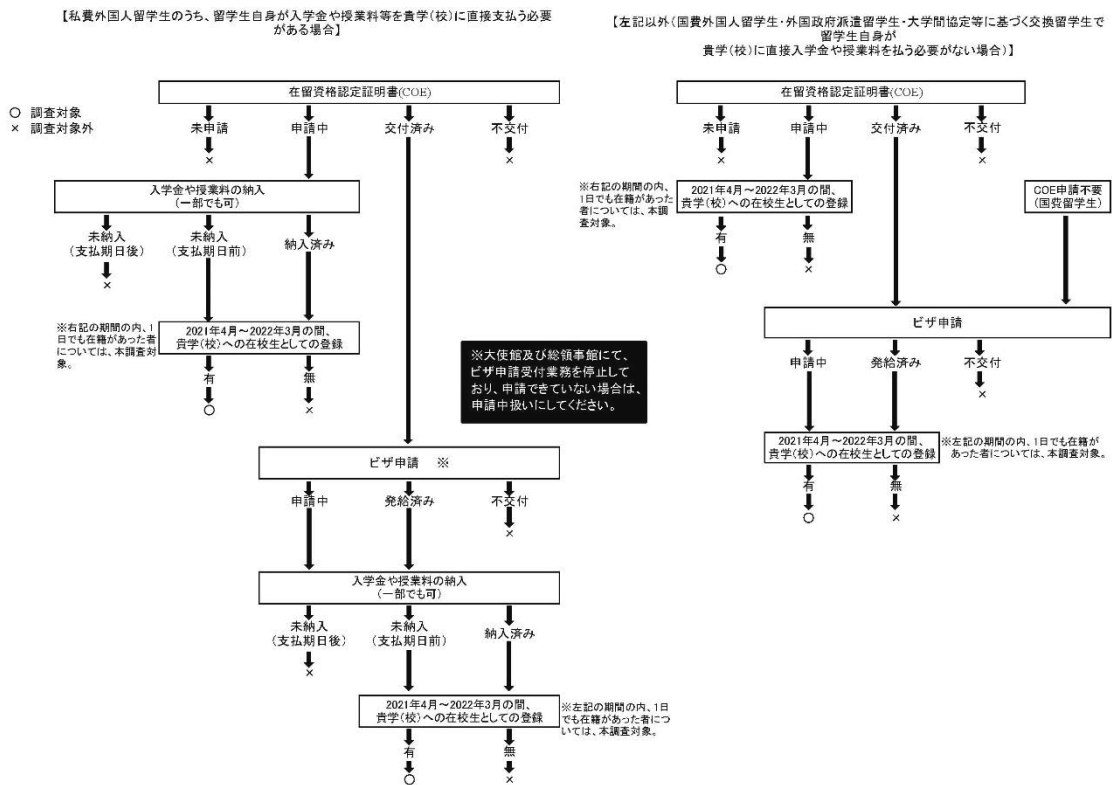 【私費外国人留学生のうち、留学生自身が入学金や授業料等を貴学(校)に直接支払う必要
がある場合】
○ 調査対象
× 調査対象外
在留資格認定証明書(COE)
未申請 申請中 交付済み 不交付
× ×
入学金や授業料の納入
(一部でも可)
未納入
(支払期日後)
未納入
(支払期日前)
納入済み
×
※右記の期間の内、1
日でも在籍があった者
については、本調査対
象。
2021年4月～2022年3月の間、
貴学(校)への在校生としての登録
有 無
○ ×
※大使館及び総領事館にて、
ビザ申請受付業務を停止して
おり、申請できていない場合は、
申請中扱いにしてください。
ビザ申請 ※
申請中 発給済み 不交付
×
入学金や授業料の納入
(一部でも可)
未納入
(支払期日後)
未納入
(支払期日前)
納入済み
×
2021年4月～2022年3月の間、
貴学(校)への在校生としての登録
※左記の期間の内、1日
でも在籍があった者につ
いては、本調査対象。
有 無
○ ×
【左記以外(国費外国人留学生・外国政府派遣留学生・大学間協定等に基づく交換留学生で
留学生自身が
貴学(校)に直接入学金や授業料を払う必要がない場合)】
在留資格認定証明書(COE)
未申請 申請中 交付済み 不交付
× ×
※右記の期間の内、
1日でも在籍があった
者については、本調
査対象。
2021年4月～2022年3月の間、
貴学(校)への在校生としての登録
有 無
○ ×
COE申請不要
(国費留学生)
ビザ申請
申請中 発給済み 不交付
×
2021年4月～2022年3月の間、
貴学(校)への在校生としての登録
※左記の期間の内、1日でも在籍が
あった者については、本調査対象。
有 無
○ ×